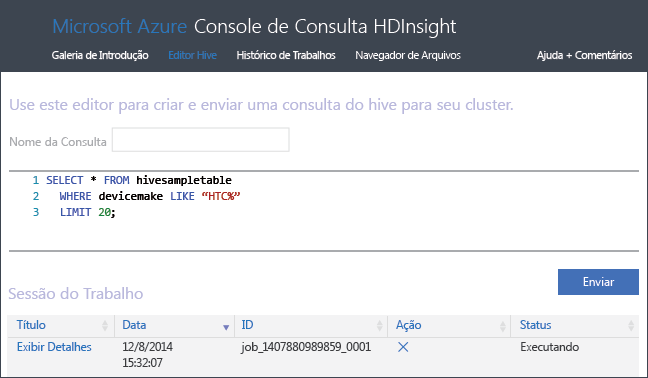 Microsoft Azure Console de Consulta HDInsight
Galeria de Introdução Editor Hive Histórico de Trabalhos Navegador de Arquivos Ajuda + Comentários
Use este editor para criar e enviar uma consulta do hive para seu cluster.
Nome da Consulta
1 SELECT * FROM hivesampletable
2 WHERE devicemake LIKE “HTC%”
3 LIMIT 20;
Enviar
Sessão do Trabalho
Título Data ID Ação Status
Exibir Detalhes 12/8/2014 job_1407880989859_0001 Executando
15:32:07